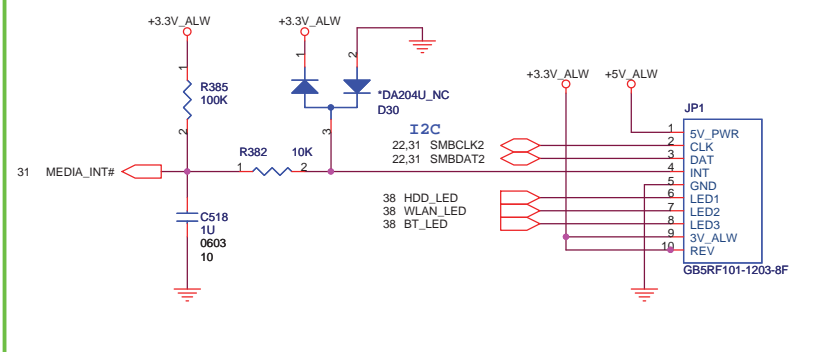 +3.3V_ALW
+3.3V_ALW
1
2
R385
100K
1
2
*DA204U_NC
D30
3
+3.3V_ALW
+5V_ALW
JP1
I2C
22,31 SMBCLK2
22,31 SMBDAT2
R382 10K
1 2
31 MEDIA_INT#
38 HDD_LED
38 WLAN_LED
38 BT_LED
C518
1U
0603
10
1 5V_PWR
2 CLK
3 DAT
4 INT
5 GND
6 LED1
7 LED2
8 LED3
9 3V_ALW
10 REV
GB5RF101-1203-8F